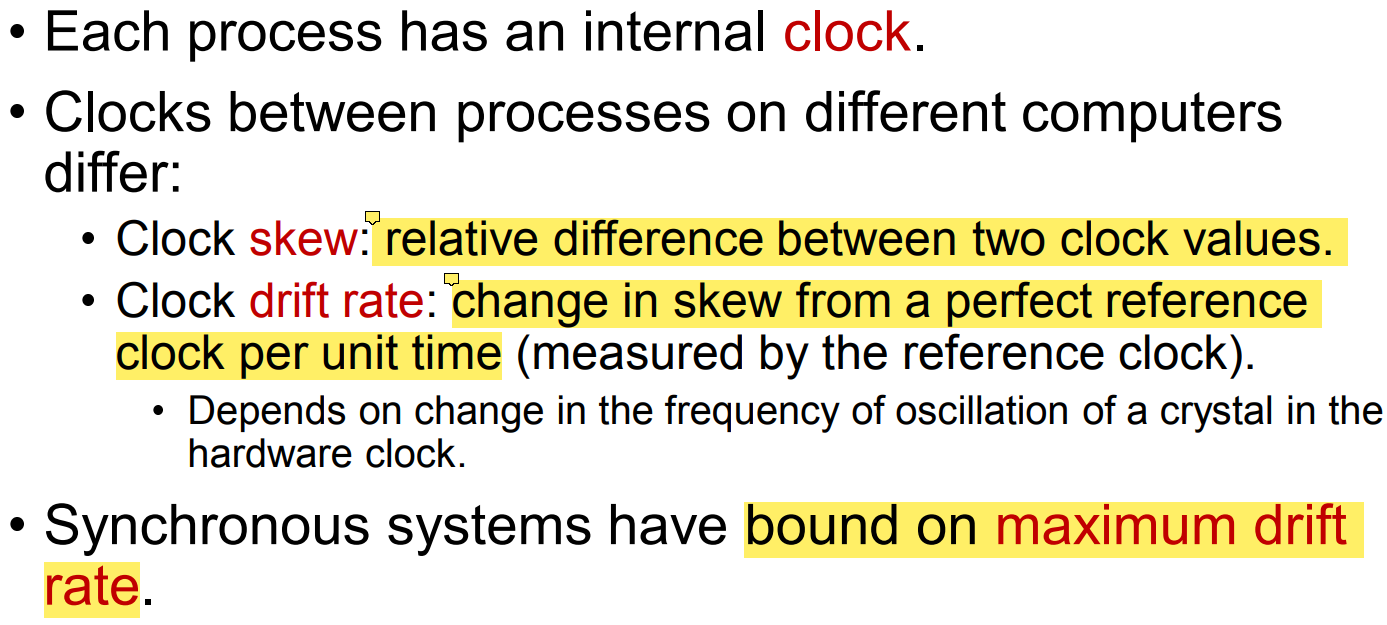 • Each process has an internal clock.
• Clocks between processes on different computers
differ:
• Clock skew: relative difference between two clock values.
• Clock drift rate: change in skew from a perfect reference
clock per unit time (measured by the reference clock).
• Depends on change in the frequency of oscillation of a crystal in the
hardware clock.
• Synchronous systems have bound on maximum drift
rate.